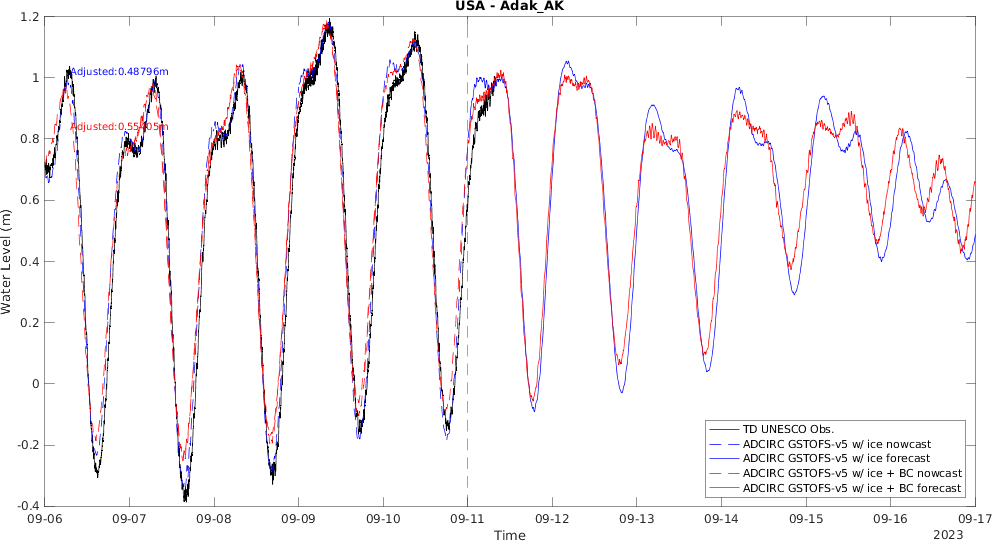 USA - Adak_AK
1.2
1
0.8
0.6
0.4
0.2
0
-0.2
-0.4
Water Level (m)
Adjusted:0.48796m
09-06
09-07
09-08
09-09
09-10
09-11
09-12
09-13
09-14
09-15
09-16
09-17
Time
2023
TD UNESCO Obs.
ADCIRC GSTOFS-v5 w/ ice nowcast
ADCIRC GSTOFS-v5 w/ ice forecast
ADCIRC GSTOFS-v5 w/ ice + BC nowcast
ADCIRC GSTOFS-v5 w/ ice + BC forecast